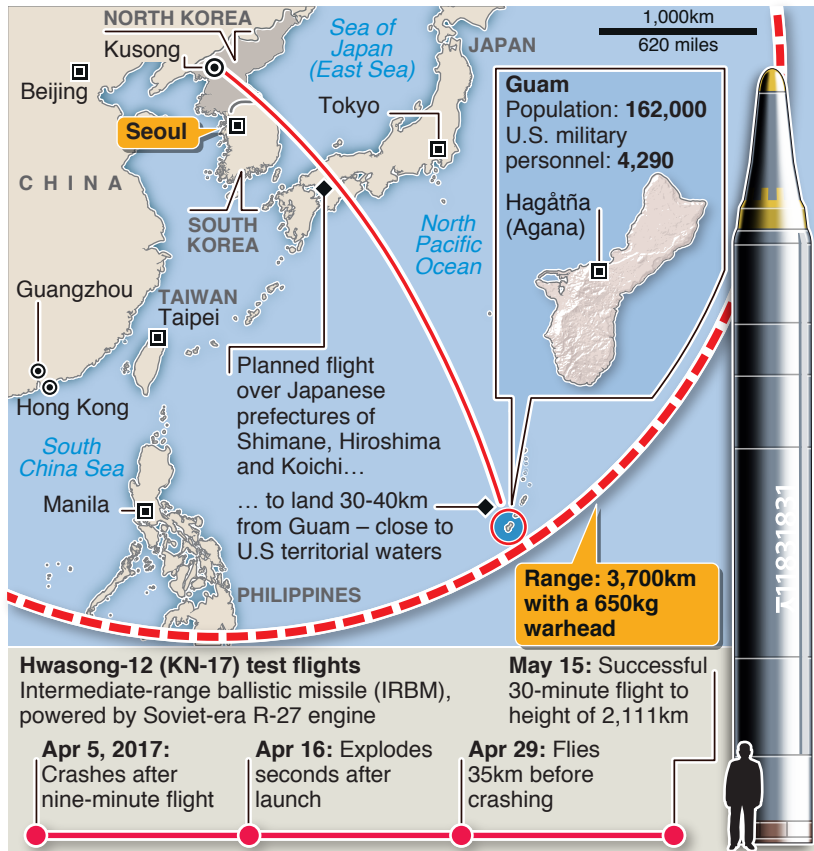 NORTH KOREA
Kusong
Beijing
Seoul
CHINA
SOUTH
KOREA
Sea of
Japan
(East Sea)
JAPAN
Tokyo
North
Pacific
Ocean
1,000km
620 miles
Guam
Population: 162,000
U.S. military
personnel: 4,290
Hagåtña
(Agana)
Guangzhou
TAIWAN
Taipei
Hong Kong
South
China Sea
Manila
PHILIPPINES
Planned flight
over Japanese
prefectures of
Shimane, Hiroshima
and Koichi…
… to land 30-40km
from Guam – close to
U.S territorial waters
Range: 3,700km
with a 650kg
warhead
T11831831
Hwasong-12 (KN-17) test flights
Intermediate-range ballistic missile (IRBM),
powered by Soviet-era R-27 engine
Apr 5, 2017:
Crashes after
nine-minute flight
Apr 16: Explodes
seconds after
launch
Apr 29: Flies
35km before
crashing
May 15: Successful
30-minute flight to
height of 2,111km